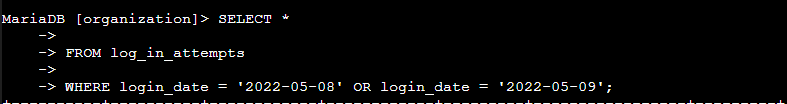 MariaDB [organization]> SELECT *
->
-> FROM log_in_attempts
->
-> WHERE login_date = '2022-05-08' OR login_date = '2022-05-09';